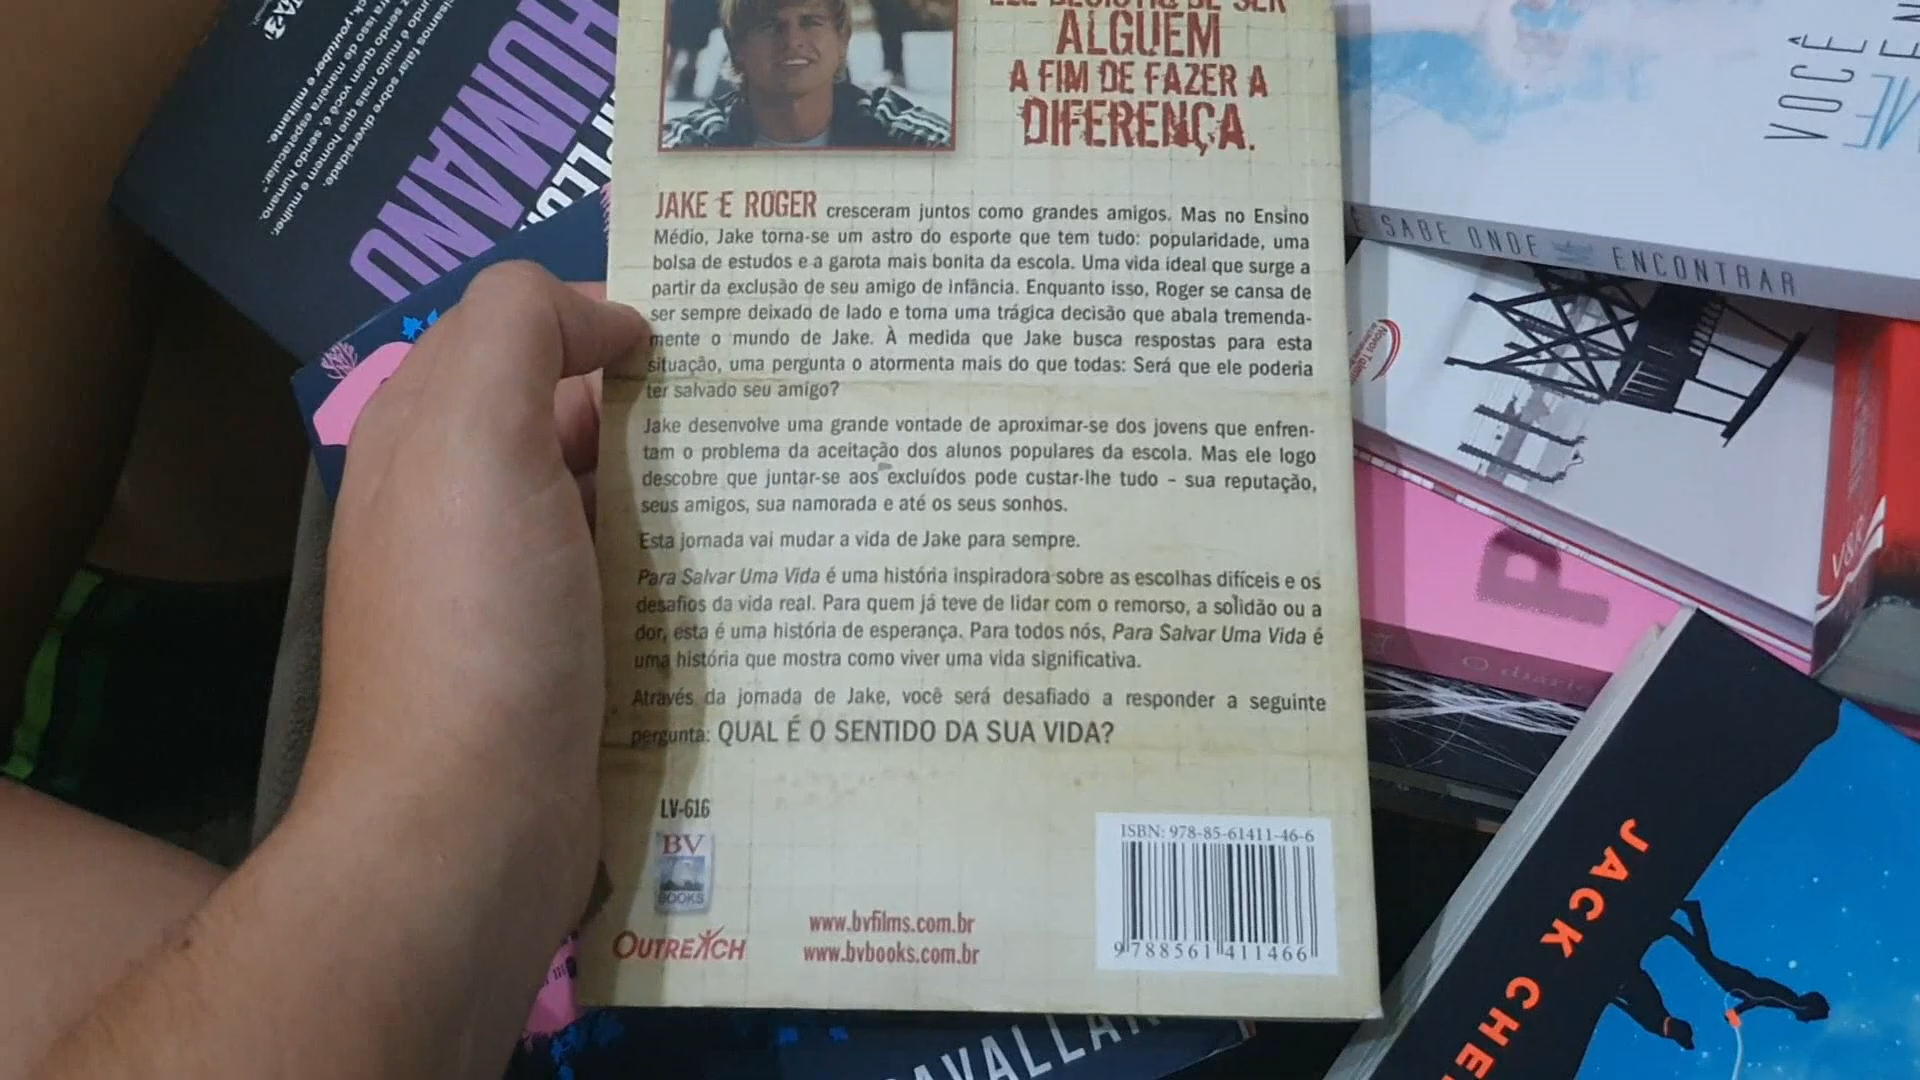 ALGUÉM
A FIM DE FAZER A
DIFERENÇA.
JAKE E ROGER cresceram juntos como grandes amigos. Mas no Ensino
Médio, Jake torna-se um astro do esporte que tem tudo: popularidade, uma
bolsa de estudos e a garota mais bonita da escola. Uma vida ideal que surge a
partir da exclusão de seu amigo de infância. Enquanto isso, Roger se cansa de
ser sempre deixado de lado e toma uma trágica decisão que abala tremenda-
mente o mundo de Jake. À medida que Jake busca respostas para esta
situação, uma pergunta o atormenta mais do que todas: Será que ele poderia
ter salvado seu amigo?
Jake desenvolve uma grande vontade de aproximar-se dos jovens que enfren-
tam o problema da aceitação dos alunos populares da escola. Mas ele logo
descobre que juntar-se aos excluídos pode custar-lhe tudo – sua reputação,
seus amigos, sua namorada e até os seus sonhos.
Esta jornada vai mudar a vida de Jake para sempre.
Para Salvar Uma Vida é uma história inspiradora sobre as escolhas difíceis e os
desafios da vida real. Para quem já teve de lidar com o remorso, a solidão ou a
dor, esta é uma história de esperança. Para todos nós, Para Salvar Uma Vida é
uma história que mostra como viver uma vida significativa.
Através da jornada de Jake, você será desafiado a responder a seguinte
pergunta: QUAL É O SENTIDO DA SUA VIDA?
LV-616
BV
BOOKS
OUTREACH
www.bvfilms.com.br
www.bvbooks.com.br
ISBN: 978-85-61411-46-6
9788561411466
HUMANO
youtuber e militante.
VOCÊ
SABE ONDE ENCONTRAR
V&R
O diário
JACK CHE